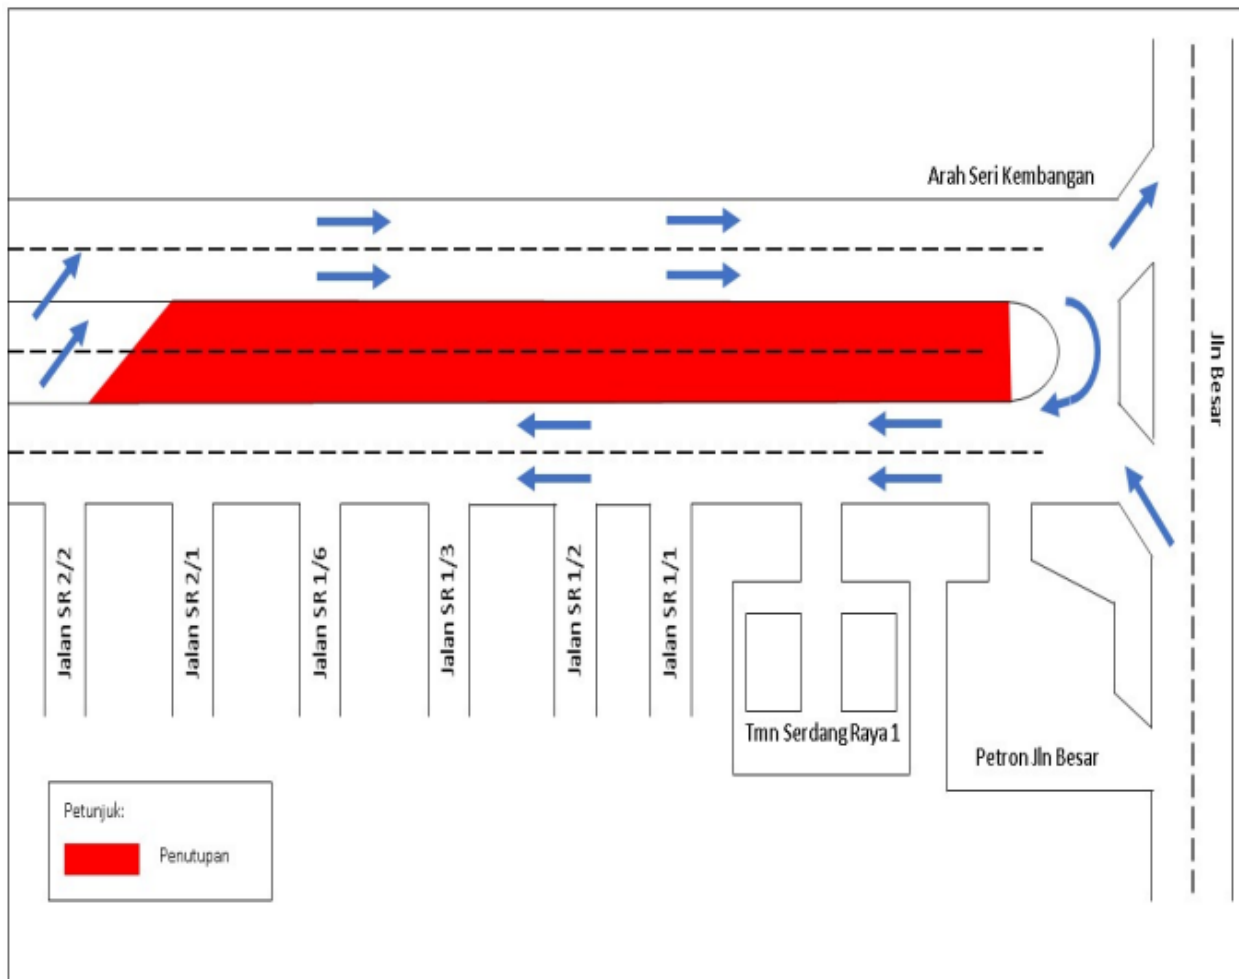 Arah Seri Kembangan
Jln Besar
Jalan SR 2/2
Jalan SR 2/1
Jalan SR 1/6
Jalan SR 1/3
Jalan SR 1/2
Jalan SR 1/1
Tmn Serdang Raya 1
Petron Jln Besar
Petunjuk:
Penutupan